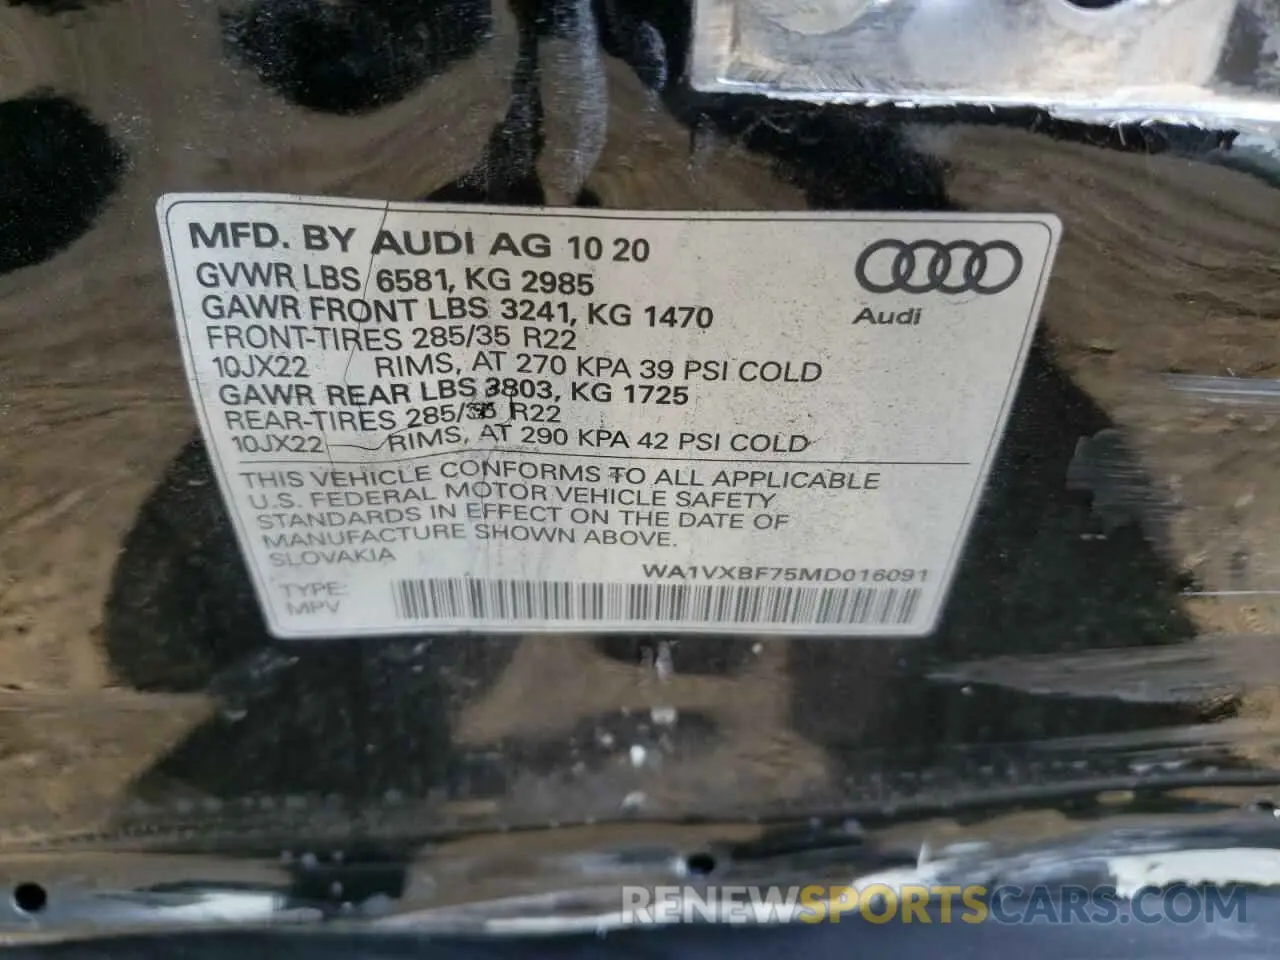 MFD. BY AUDI AG 10 20
GVWR LBS 6581, KG 2985
GAWR FRONT LBS 3241, KG 1470
FRONT-TIRES 285/35 R22
10JX22 RIMS, AT 270 KPA 39 PSI COLD
GAWR REAR LBS 3803, KG 1725
REAR-TIRES 285/35 R22
10JX22 RIMS, AT 290 KPA 42 PSI COLD
THIS VEHICLE CONFORMS TO ALL APPLICABLE
U.S. FEDERAL MOTOR VEHICLE SAFETY
STANDARDS IN EFFECT ON THE DATE OF
MANUFACTURE SHOWN ABOVE.
SLOVAKIA
WA1VXBF75MD016091
TYPE:
MPV
Audi
RENEWSPORTSCARS.COM